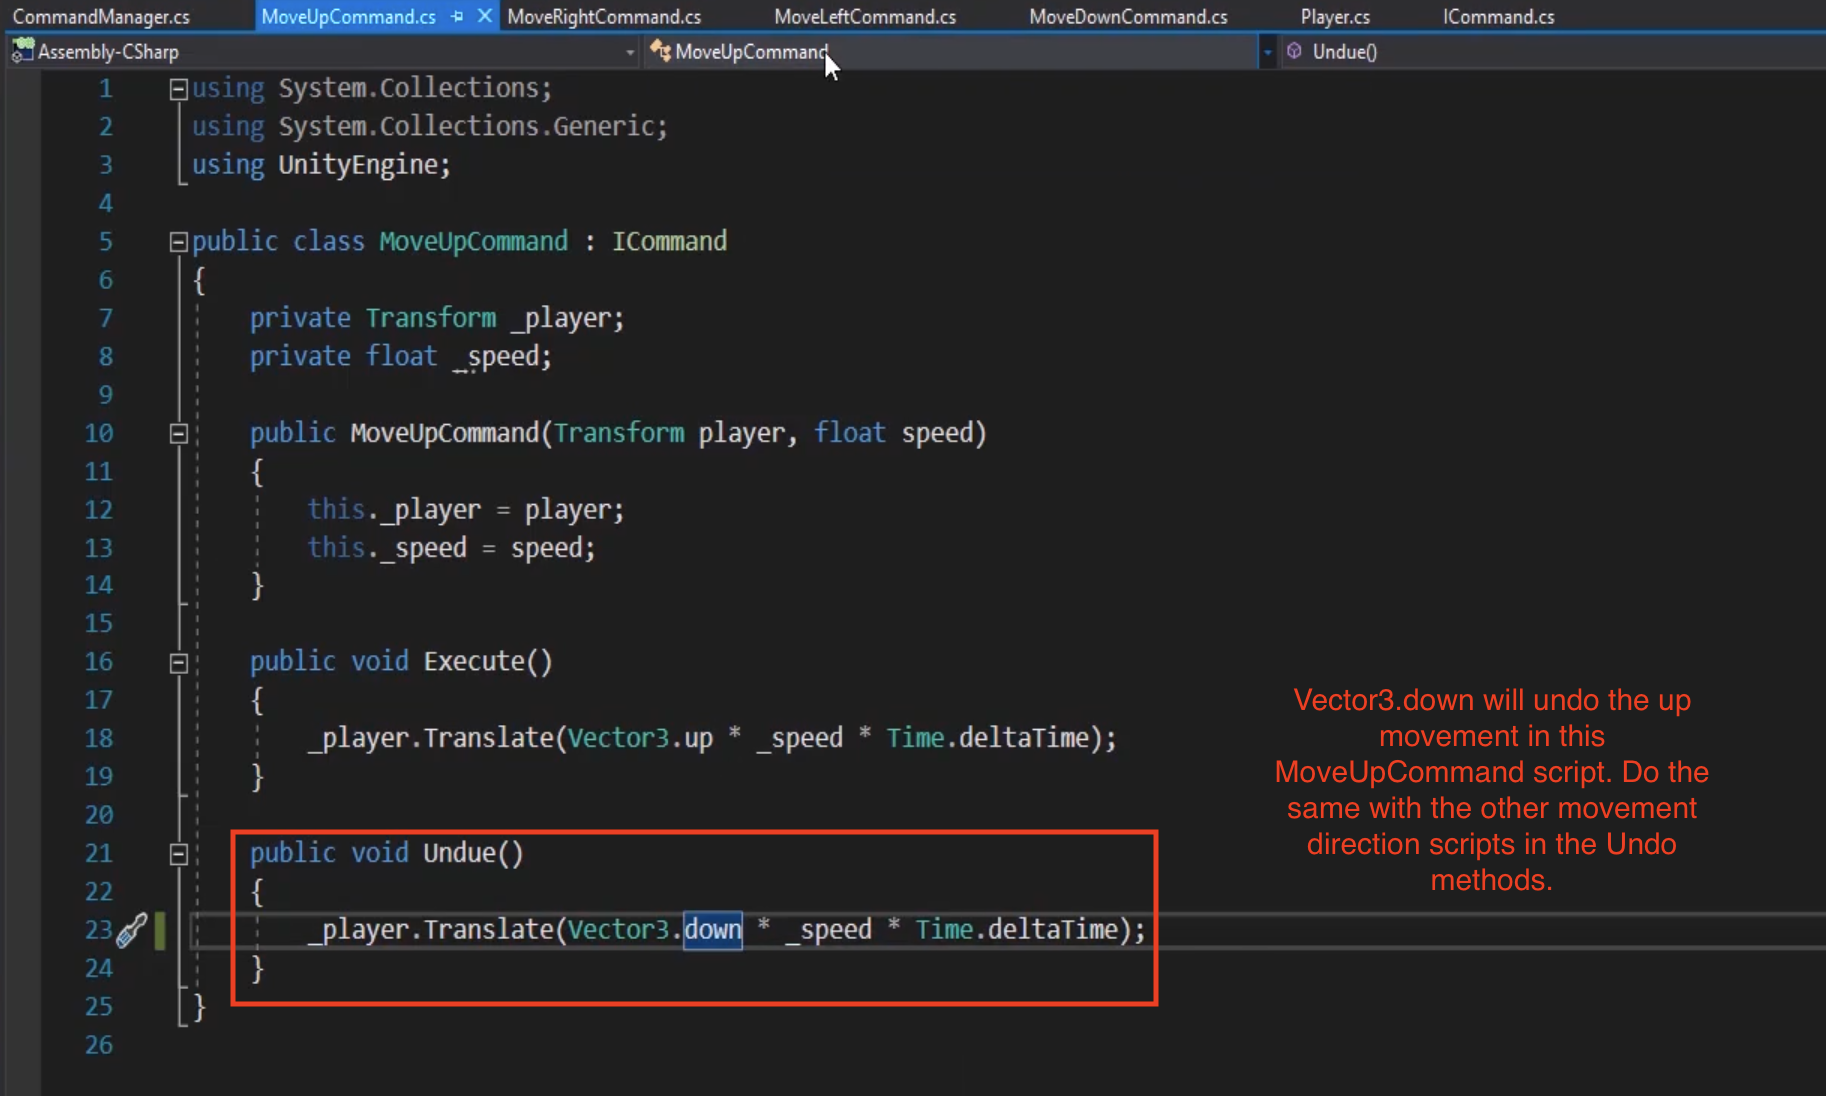 CommandManager.cs MoveUpCommand.cs MoveRightCommand.cs MoveLeftCommand.cs MoveDownCommand.cs Player.cs ICommand.cs
Assembly-CSharp MoveUpCommand Undue()
1 using System.Collections;
2 using System.Collections.Generic;
3 using UnityEngine;
4
5 public class MoveUpCommand : ICommand
6 {
7 private Transform _player;
8 private float _speed;
9
10 public MoveUpCommand(Transform player, float speed)
11 {
12 this._player = player;
13 this._speed = speed;
14 }
15
16 public void Execute()
17 {
18 _player.Translate(Vector3.up * _speed * Time.deltaTime);
19 }
20
21 public void Undue()
22 {
23 _player.Translate(Vector3.down * _speed * Time.deltaTime);
24 }
25 }
26
Vector3.down will undo the up
movement in this
MoveUpCommand script. Do the
same with the other movement
direction scripts in the Undo
methods.